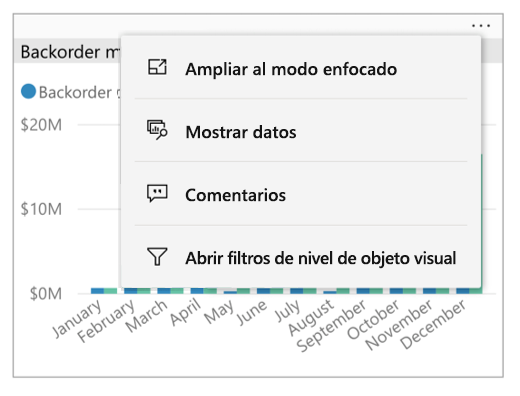 ...
Backorder
Ampliar al modo enfocado
Backorder
$20M
Mostrar datos
Comentarios
$10M
Abrir filtros de nivel de objeto visual
$0M
January
February
March
April
May
June
July
August
September
October
November
December